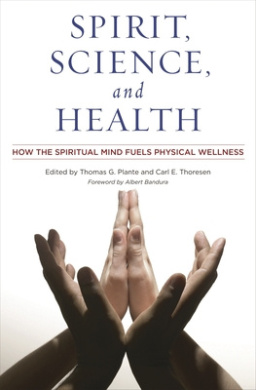 SPIRIT,
SCIENCE,
and
HEALTH
HOW THE SPIRITUAL MIND FUELS PHYSICAL WELLNESS
Edited by Thomas G. Plante and Carl E. Thoresen
Foreword by Albert Bandura